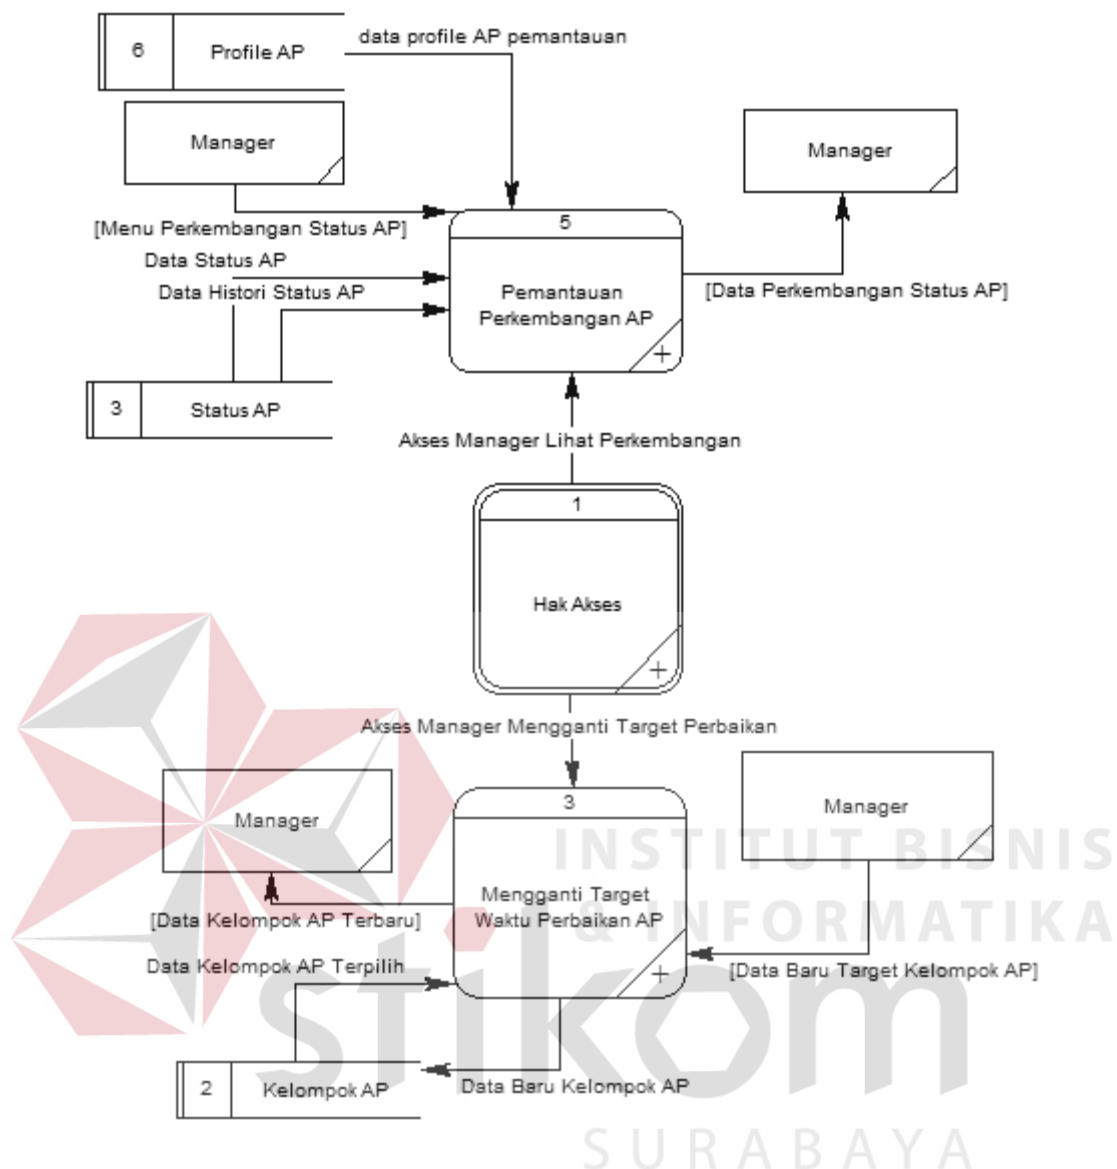 6
Profile AP
data profile AP pemantauan
Manager
Manager
[Menu Perkembangan Status AP]
5
Data Status AP
Data Histori Status AP
Pemantauan
Perkembangan AP
+
[Data Perkembangan Status AP]
3
Status AP
Akses Manager Lihat Perkembangan
1
Hak Akses
+
Akses Manager Mengganti Target Perbaikan
Manager
3
Manager
Mengganti Target
Waktu Perbaikan AP
+
[Data Kelompok AP Terbaru]
[Data Baru Target Kelompok AP]
Data Kelompok AP Terpilih
2
Kelompok AP
Data Baru Kelompok AP
INSTITUT BISNIS
& INFORMATIKA
stikom
SURABAYA